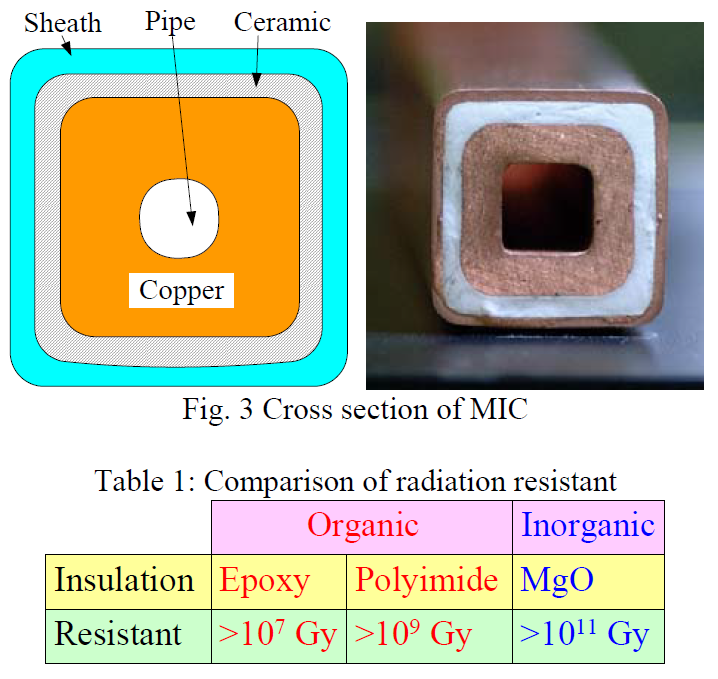 Sheath Pipe Ceramic
Copper
Fig. 3 Cross section of MIC
Table 1: Comparison of radiation resistant
Organic Inorganic
Insulation Epoxy Polyimide MgO
Resistant >10⁷ Gy >10⁹ Gy >10¹¹ Gy